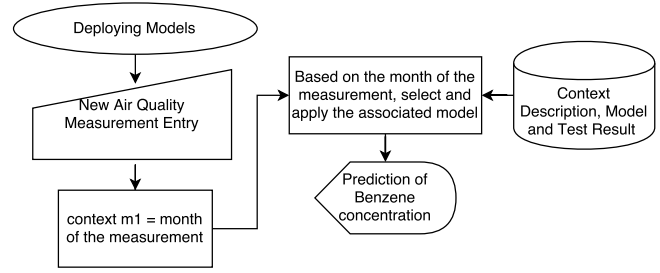 Deploying Models
New Air Quality
Measurement Entry
context m1 = month
of the measurement
Based on the month of the
measurement, select and
apply the associated model
Context
Description, Model
and Test Result
Prediction of
Benzene
concentration